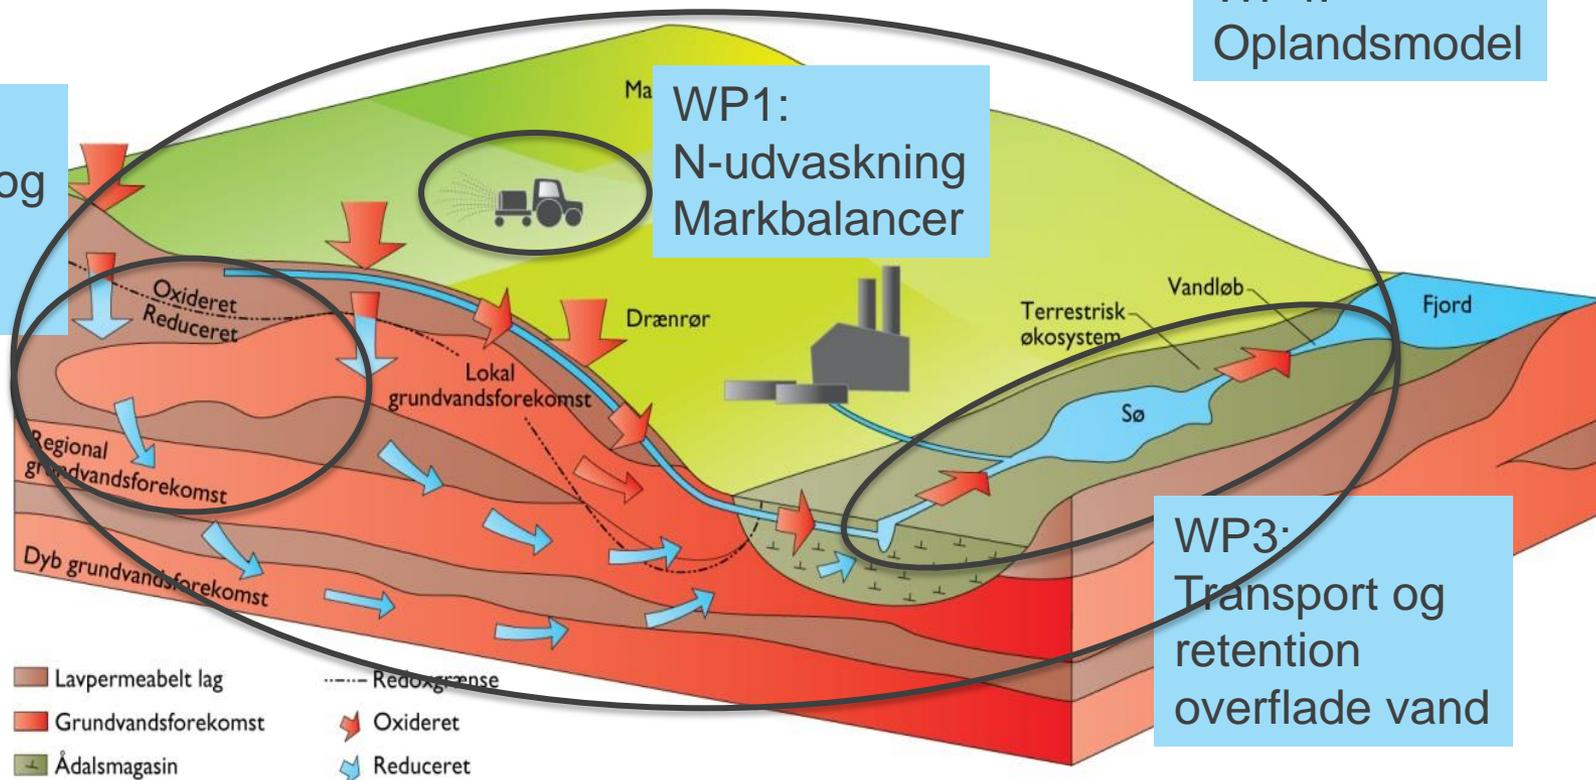 Oplandsmodel
og
WP1:
N-udvaskning
Markbalancer
Oxideret
Reduceret
Drænrør
Lokal
grundvandsforekomst
Terrestrisk
økosystem
Vandløb
Fjord
Sø
Regional
grundvandsforekomst
Dyb grundvandsforekomst
WP3:
Transport og
retention
overflade vand
Lavpermeabelt lag
Grundvandsforekomst
Ådalsmagasin
Redoxgrænse
Oxideret
Reduceret